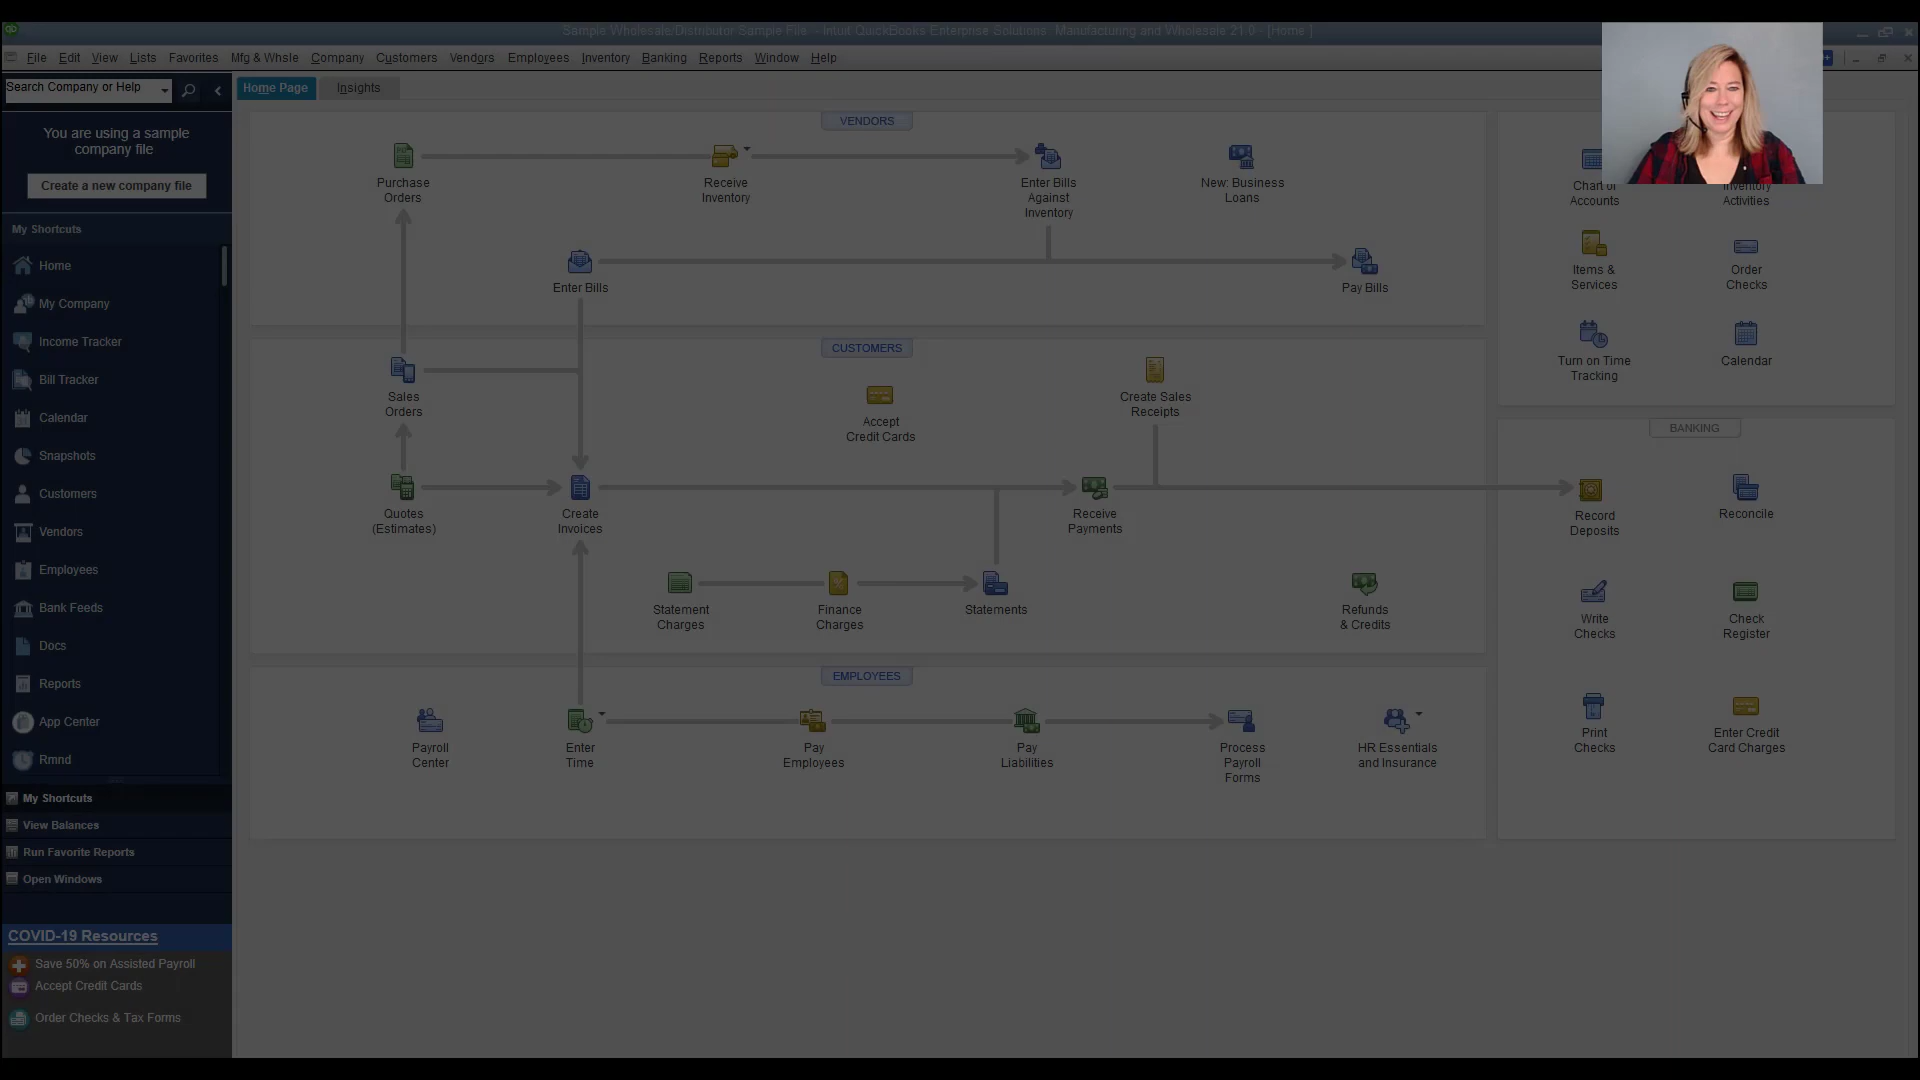 Sample Wholesale/Distributor Sample File - Intuit QuickBooks Enterprise Solutions: Manufacturing and Wholesale 21.0 - [Home ]
File Edit View Lists Favorites Mfg & Whsle Company Customers Vendors Employees Inventory Banking Reports Window Help
Search Company or Help
Home Page Insights
You are using a sample
company file
Create a new company file
My Shortcuts
Home
My Company
Income Tracker
Bill Tracker
Calendar
Snapshots
Customers
Vendors
Employees
Bank Feeds
Docs
Reports
App Center
Rmnd
My Shortcuts
View Balances
Run Favorite Reports
Open Windows
COVID-19 Resources
Save 50% on Assisted Payroll
Accept Credit Cards
Order Checks & Tax Forms
VENDORS
Purchase
Orders
Receive
Inventory
Enter Bills
Against
Inventory
New: Business
Loans
Enter Bills
Pay Bills
CUSTOMERS
Sales
Orders
Accept
Credit Cards
Create Sales
Receipts
Quotes
(Estimates)
Create
Invoices
Receive
Payments
Statement
Charges
Finance
Charges
Statements
Refunds
& Credits
EMPLOYEES
Payroll
Center
Enter
Time
Pay
Employees
Pay
Liabilities
Process
Payroll
Forms
HR Essentials
and Insurance
Chart of
Accounts
Inventory
Activities
Items &
Services
Order
Checks
Turn on Time
Tracking
Calendar
BANKING
Record
Deposits
Reconcile
Write
Checks
Check
Register
Print
Checks
Enter Credit
Card Charges